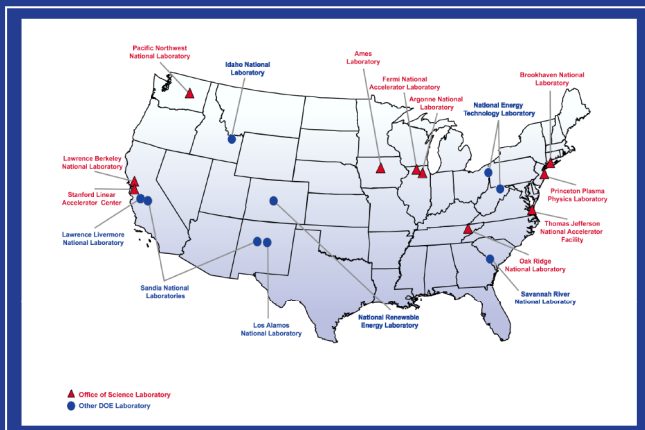 Pacific Northwest
National Laboratory
Idaho National
Laboratory
Ames
Laboratory
Fermi National
Accelerator Laboratory
Argonne National
Laboratory
Brookhaven National
Laboratory
National Energy
Technology Laboratory
Lawrence Berkeley
National Laboratory
Stanford Linear
Accelerator Center
Lawrence Livermore
National Laboratory
Princeton Plasma
Physics Laboratory
Thomas Jefferson
National Accelerator
Facility
Oak Ridge
National Laboratory
Sandia National
Laboratories
Savannah River
National Laboratory
Los Alamos
National Laboratory
National Renewable
Energy Laboratory
Office of Science Laboratory
Other DOE Laboratory